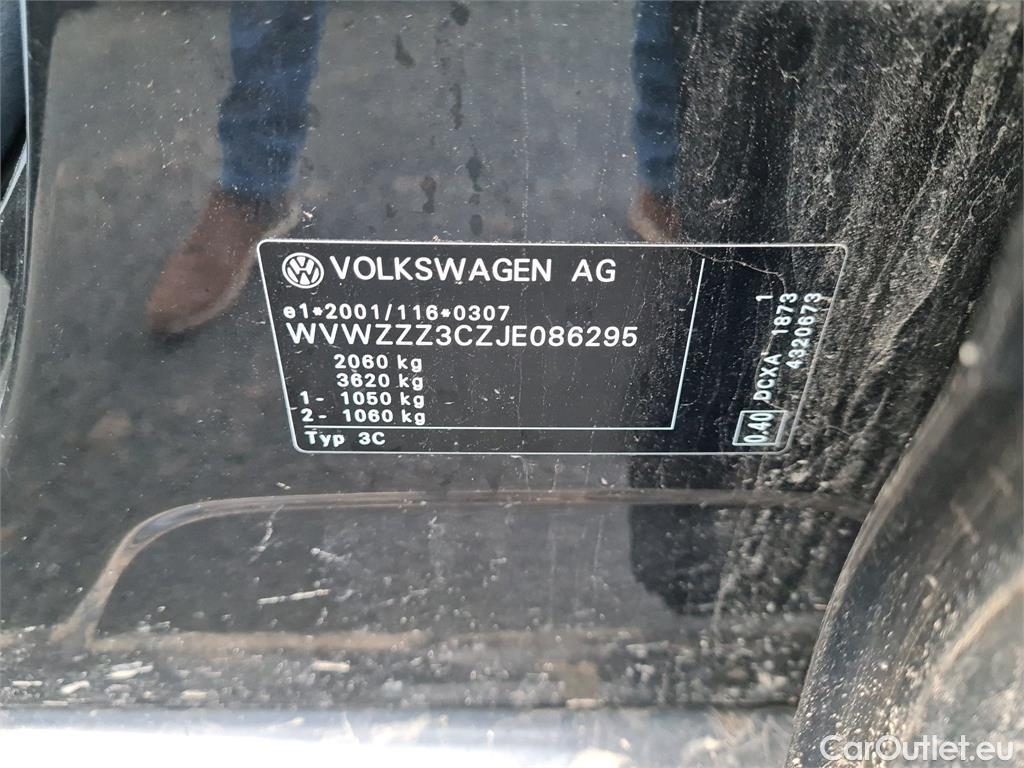 VOLKSWAGEN AG
e1*2001/116*0307
WVWZZZ3CZJE086295
2060 kg
3620 kg
1- 1050 kg
2- 1060 kg
Typ 3C
0.40 DCXA 1873 1
4320673
CarOutlet.eu